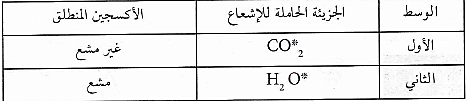 الوسط الجزيئة الحاملة للإشعاع الأكسجين المنطلق
الأول CO*₂ غير مشع
الثاني H₂O* مشع